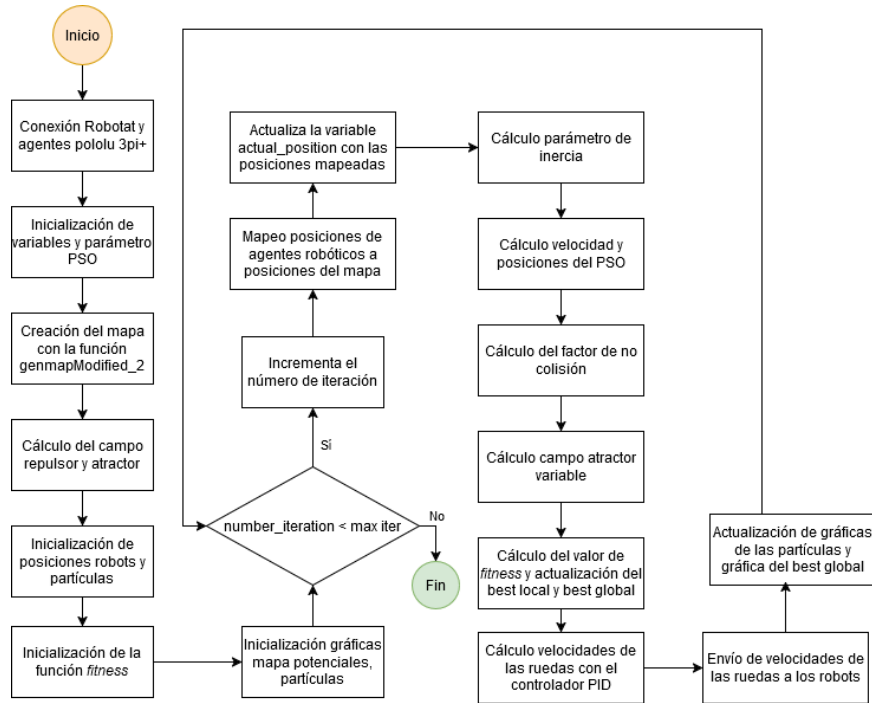 Inicio
Conexión Robotat y
agentes pololu 3pi+
Inicialización de
variables y parámetro
PSO
Creación del mapa
con la función
genmapModified_2
Cálculo del campo
repulsor y atractor
Inicialización de
posiciones robots y
partículas
Inicialización de la
función fitness
Inicialización gráficas
mapa potenciales,
partículas
number_iteration < max iter
No
Fin
Sí
Incrementa el
número de iteración
Mapeo posiciones de
agentes robóticos a
posiciones del mapa
Actualiza la variable
actual_position con las
posiciones mapeadas
Cálculo parámetro de
inercia
Cálculo velocidad y
posiciones del PSO
Cálculo del factor de no
colisión
Cálculo campo atractor
variable
Cálculo del valor de
fitness y actualización del
best local y best global
Cálculo velocidades de
las ruedas con el
controlador PID
Envío de velocidades de
las ruedas a los robots
Actualización de gráficas
de las partículas y
gráfica del best global